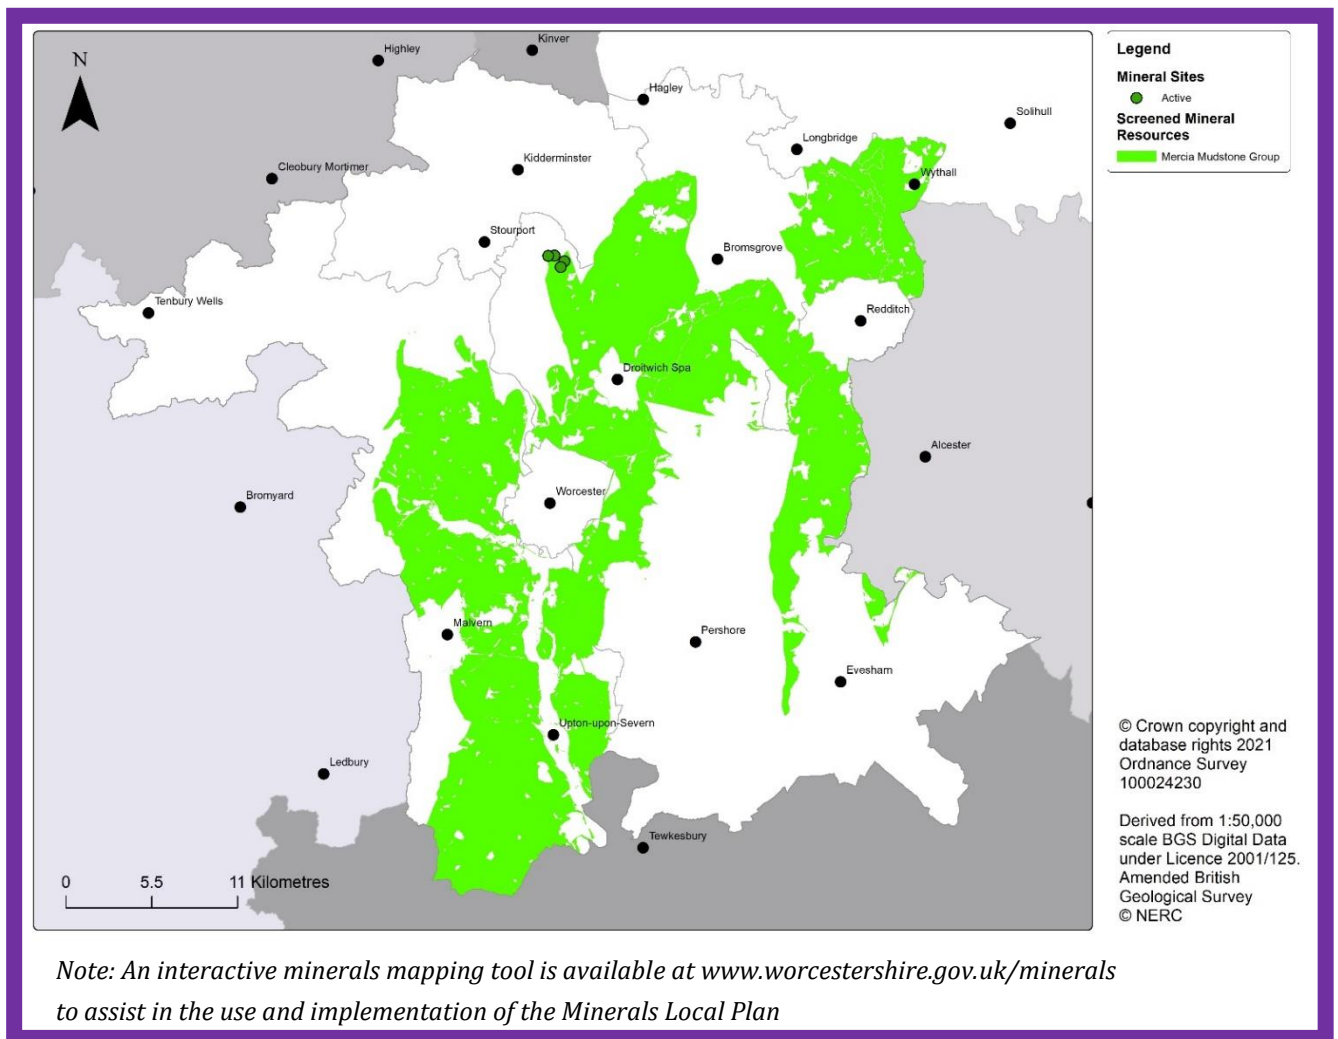 N
Highley
Kinver
Hagley
Solihull
Longbridge
Cleobury Mortimer
Kidderminster
Wythall
Stourport
Bromsgrove
Tenbury Wells
Redditch
Droitwich Spa
Alcester
Bromyard
Worcester
Malvern
Pershore
Evesham
Upton-upon-Severn
Ledbury
Tewkesbury
0 5.5 11 Kilometres
Legend
Mineral Sites
Active
Screened Mineral
Resources
Mercia Mudstone Group
© Crown copyright and
database rights 2021
Ordnance Survey
100024230
Derived from 1:50,000
scale BGS Digital Data
under Licence 2001/125.
Amended British
Geological Survey
© NERC
Note: An interactive minerals mapping tool is available at www.worcestershire.gov.uk/minerals
to assist in the use and implementation of the Minerals Local Plan